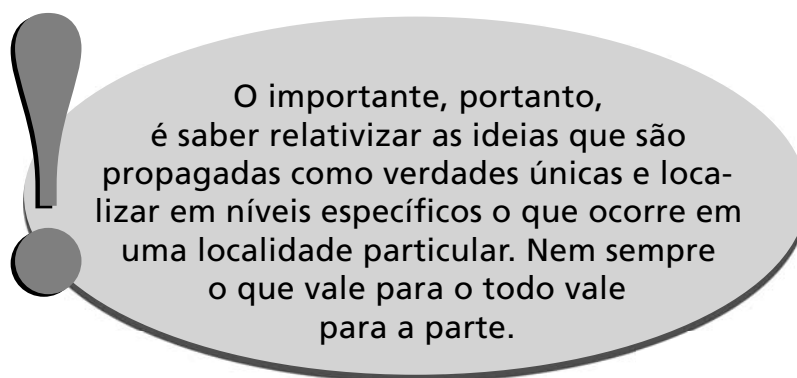 O importante, portanto,
é saber relativizar as ideias que são
propagadas como verdades únicas e loca-
lizar em níveis específicos o que ocorre em
uma localidade particular. Nem sempre
o que vale para o todo vale
para a parte.